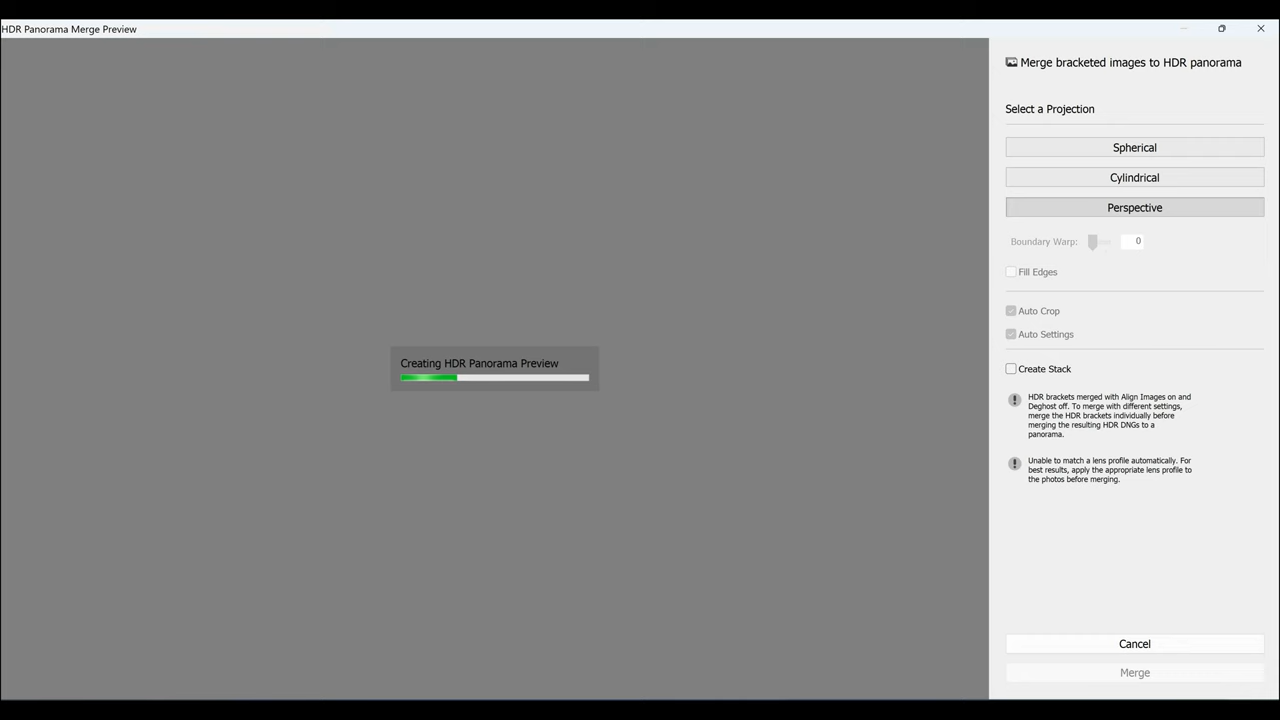 HDR Panorama Merge Preview
Merge bracketed images to HDR panorama
Select a Projection
Spherical
Cylindrical
Perspective
Boundary Warp: 0
Fill Edges
Auto Crop
Auto Settings
Creating HDR Panorama Preview
Create Stack
HDR brackets merged with Align Images on and
Deghost off. To merge with different settings,
merge the HDR brackets individually before
merging the resulting HDR DNGs to a
panorama.
Unable to match a lens profile automatically. For
best results, apply the appropriate lens profile to
the photos before merging.
Cancel
Merge